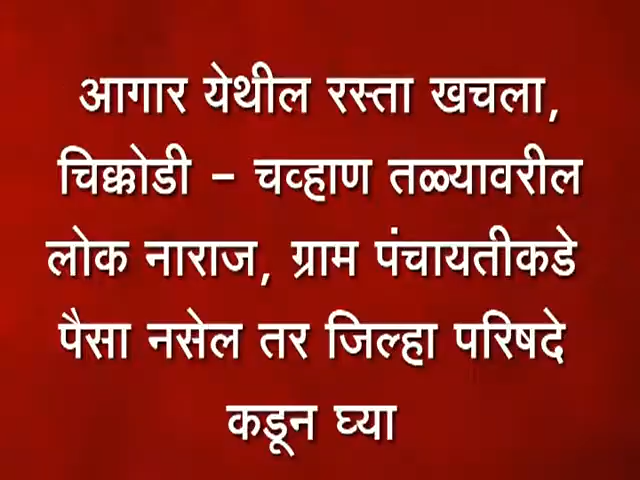 आगार येथील रस्ता खचला,
चिक्कोडी - चव्हाण तळ्यावरील
लोक नाराज, ग्राम पंचायतीकडे
पैसा नसेल तर जिल्हा परिषदे
कडून घ्या